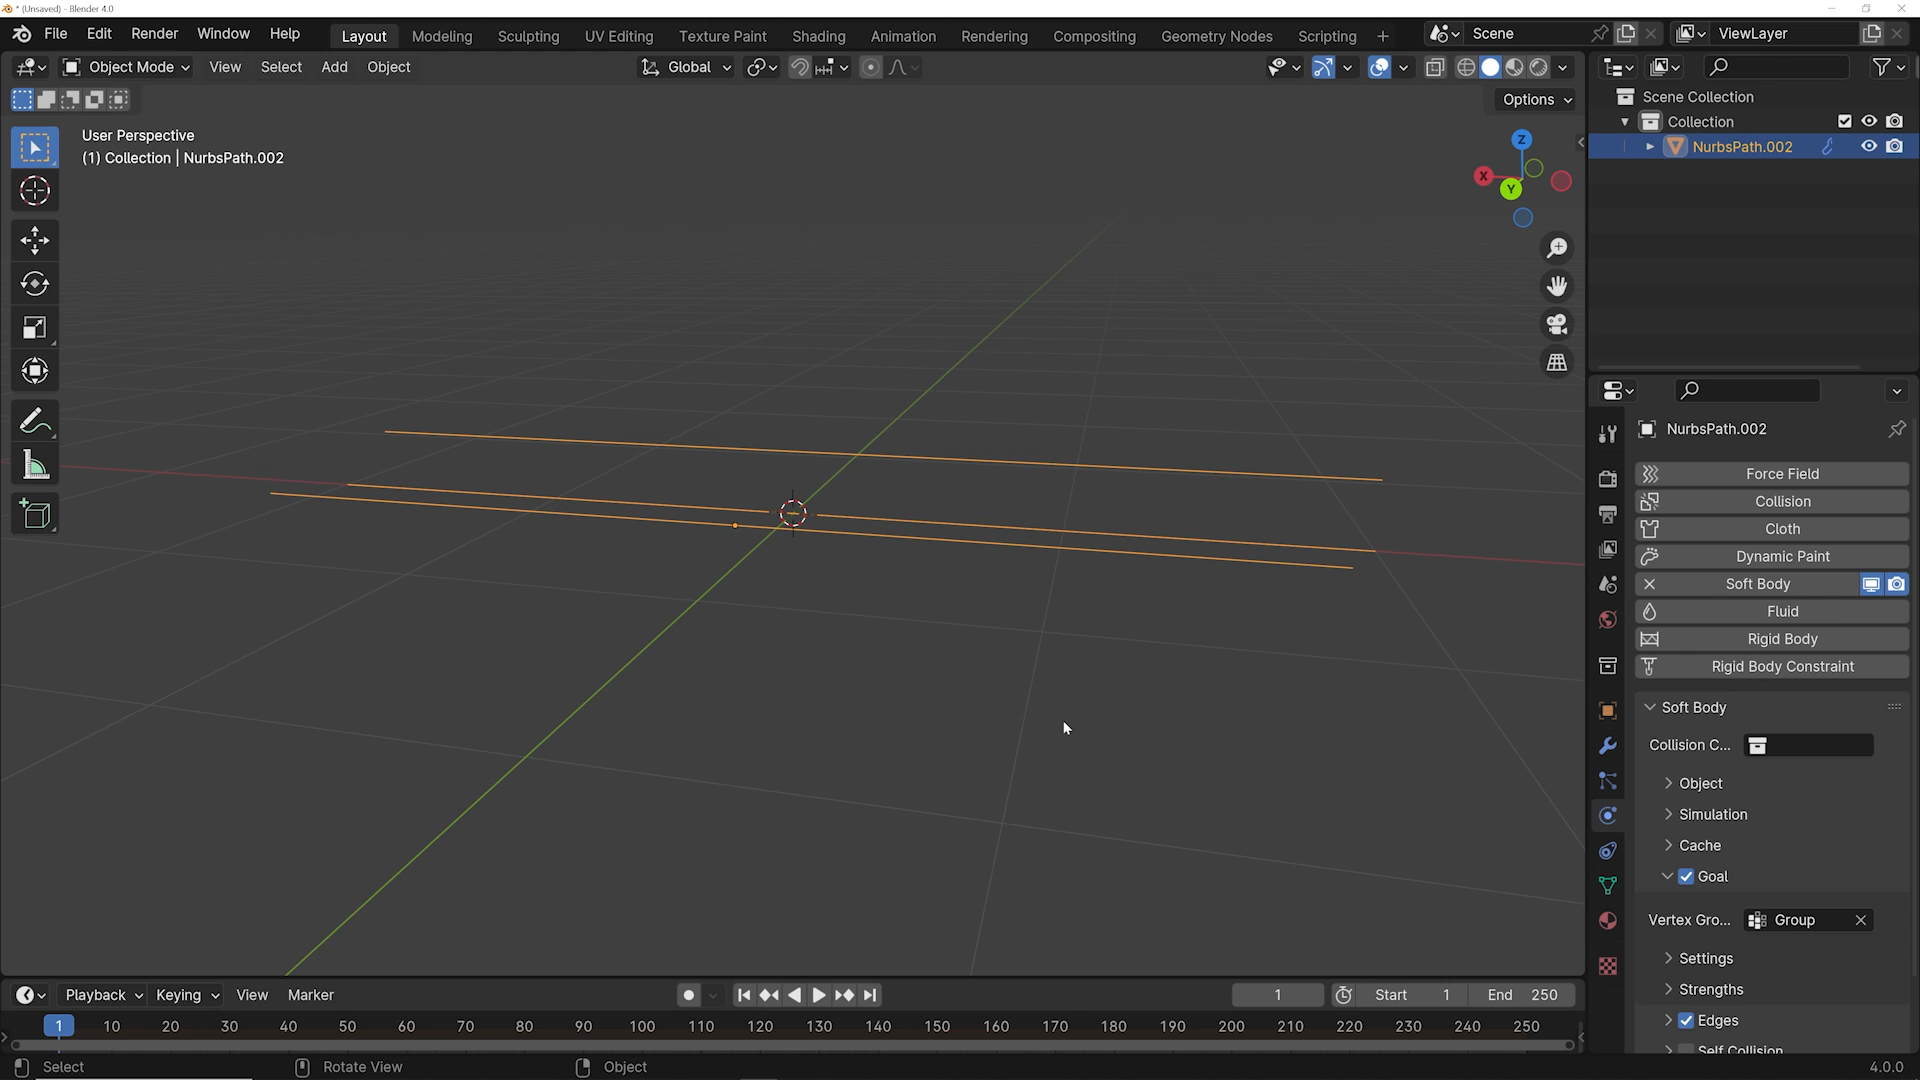 * (Unsaved) - Blender 4.0
File Edit Render Window Help Layout Modeling Sculpting UV Editing Texture Paint Shading Animation Rendering Compositing Geometry Nodes Scripting + Scene ViewLayer
Object Mode View Select Add Object Global
Options
User Perspective
(1) Collection | NurbsPath.002
Z
X
Y
Scene Collection
Collection
NurbsPath.002
NurbsPath.002
Force Field
Collision
Cloth
Dynamic Paint
Soft Body
Fluid
Rigid Body
Rigid Body Constraint
Soft Body
Collision C...
Object
Simulation
Cache
Goal
Vertex Gro... Group
Settings
Strengths
Edges
Self Collision
Playback Keying View Marker 1 Start 1 End 250
1 10 20 30 40 50 60 70 80 90 100 110 120 130 140 150 160 170 180 190 200 210 220 230 240 250
Select Rotate View Object 4.0.0